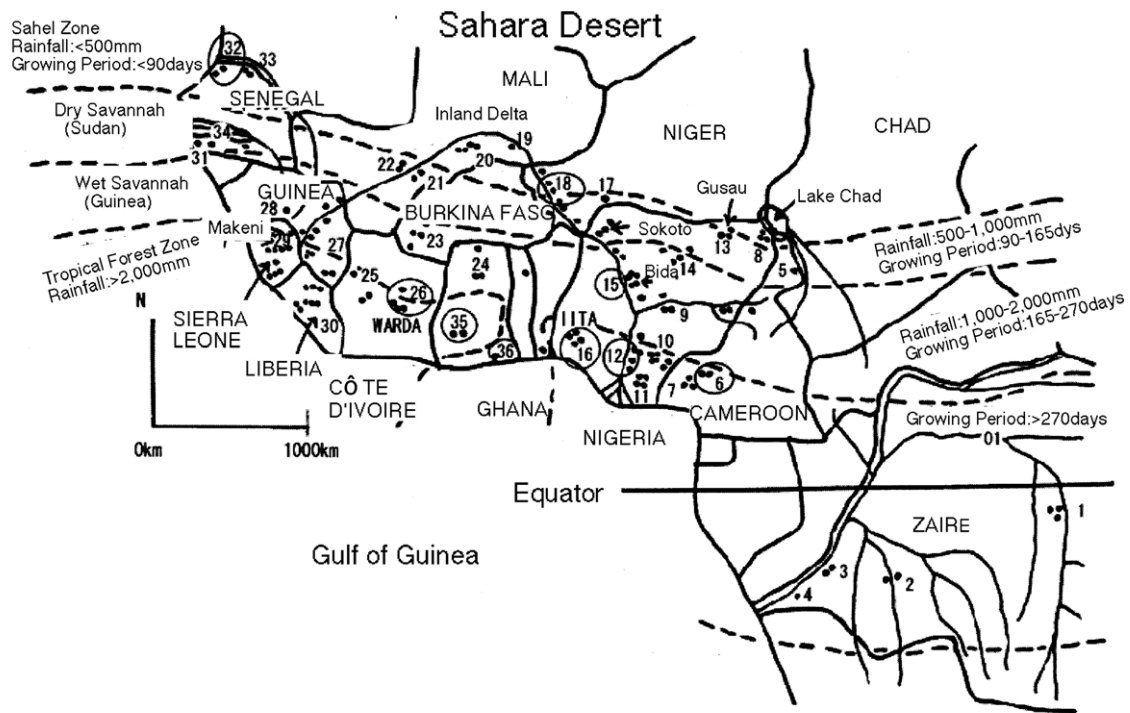 Sahara Desert
Sahel Zone
Rainfall:<500mm
Growing Period:<90days
32
33
SENEGAL
MALI
Dry Savannah
(Sudan)
Inland Delta
NIGER
CHAD
34
31
19
22
20
21
18
17
Gusau
Lake Chad
Wet Savannah
(Guinea)
GUINEA
28
BURKINA FASO
Makeni
29
27
23
Sokoto
13
8
14
Bida
5
Rainfall:500-1,000mm
Growing Period:90-165dys
Tropical Forest Zone
Rainfall:>2,000mm
24
25
26
15
9
N
WARDA
IITA
35
36
16
12
10
11
7
6
Rainfall:1,000-2,000mm
Growing Period:165-270days
SIERRA
LEONE
30
LIBERIA
CÔTE
D'IVOIRE
GHANA
CAMEROON
NIGERIA
Growing Period:>270days
01
0km
1000km
Equator
1
ZAIRE
Gulf of Guinea
3
2
4